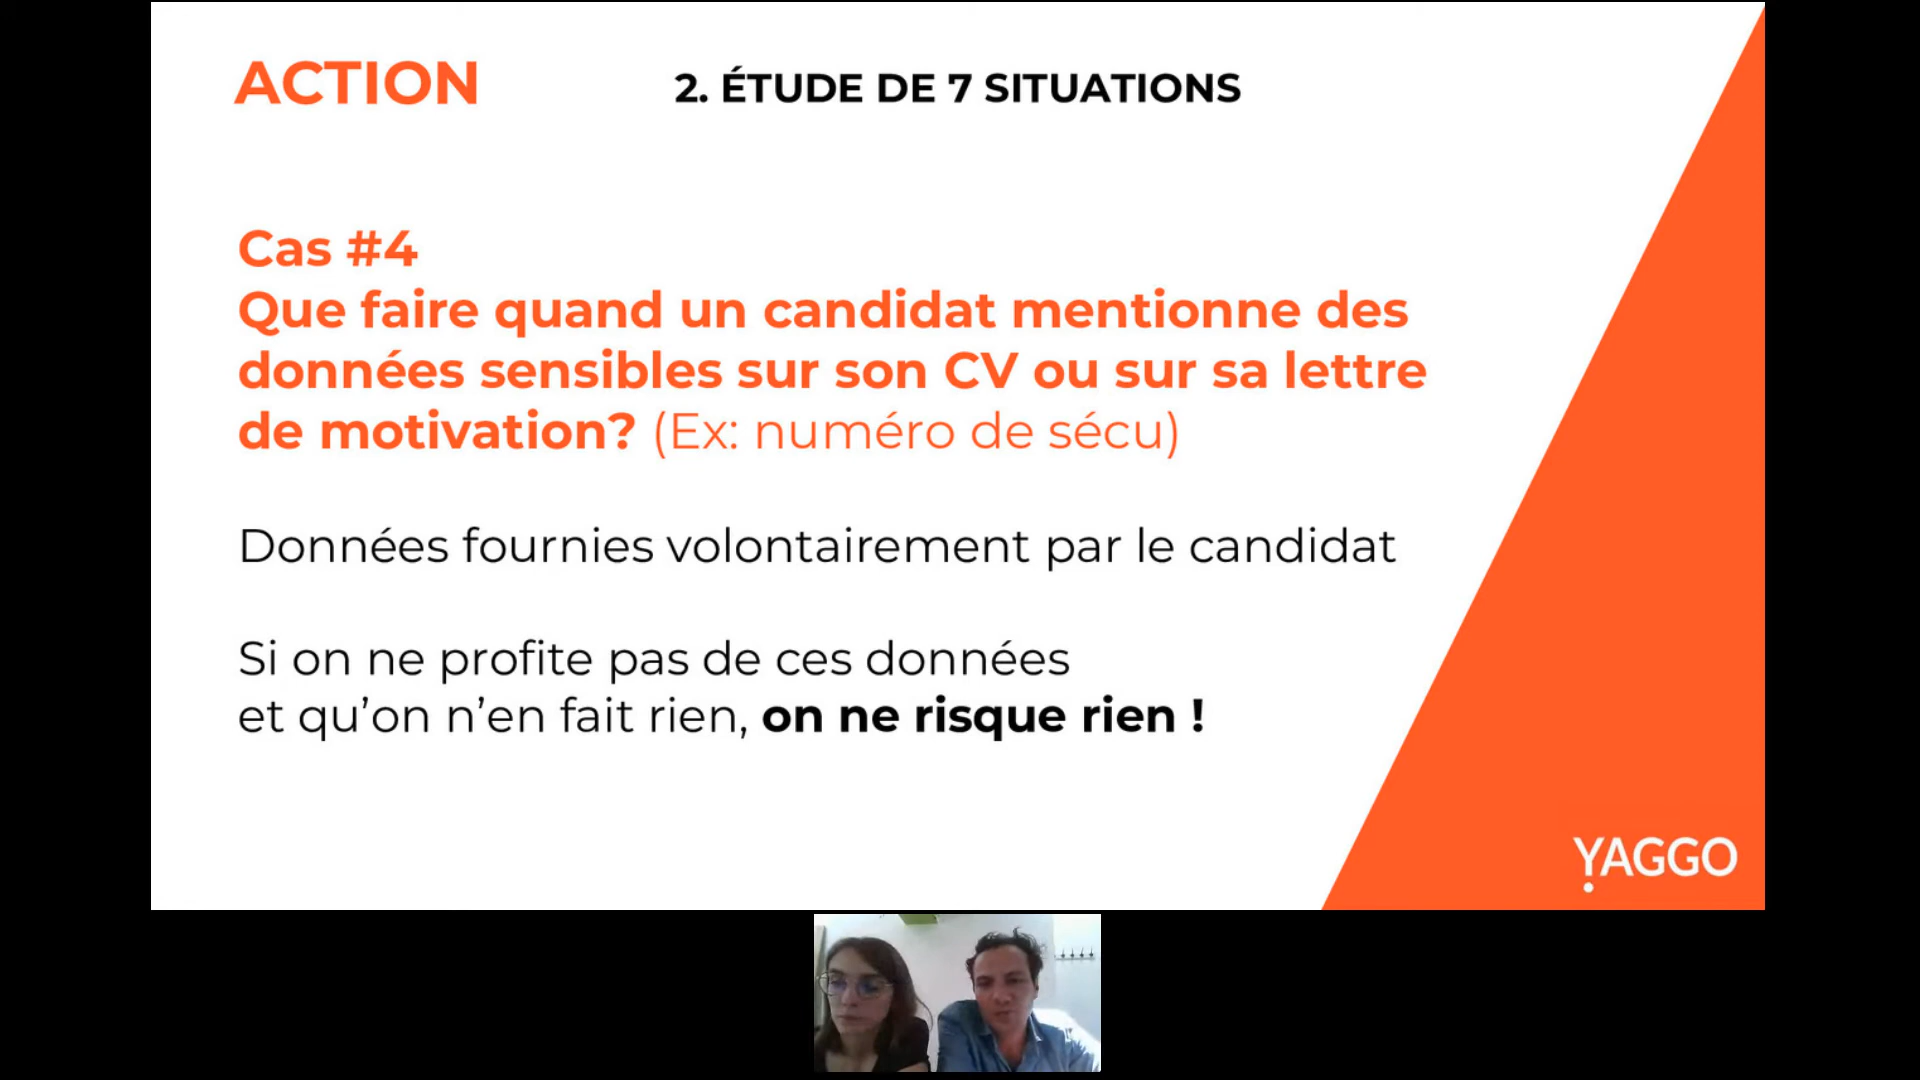 ACTION
2. ÉTUDE DE 7 SITUATIONS
Cas #4
Que faire quand un candidat mentionne des
données sensibles sur son CV ou sur sa lettre
de motivation? (Ex: numéro de sécu)
Données fournies volontairement par le candidat
Si on ne profite pas de ces données
et qu’on n’en fait rien, on ne risque rien !
YAGGO